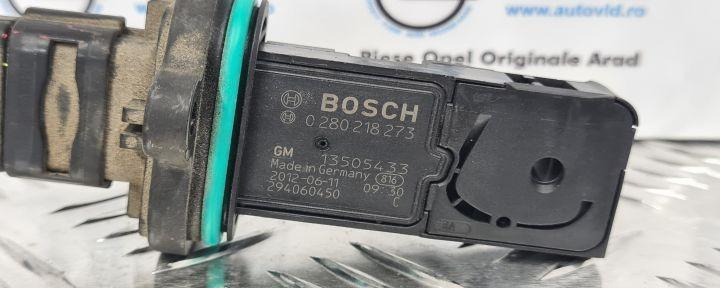 www.autovid.ro
Piese Opel Originale Arad
BOSCH
0 280 218 273
GM 13505433
Made in Germany 816
2012-06-11 09:30
294060450 C